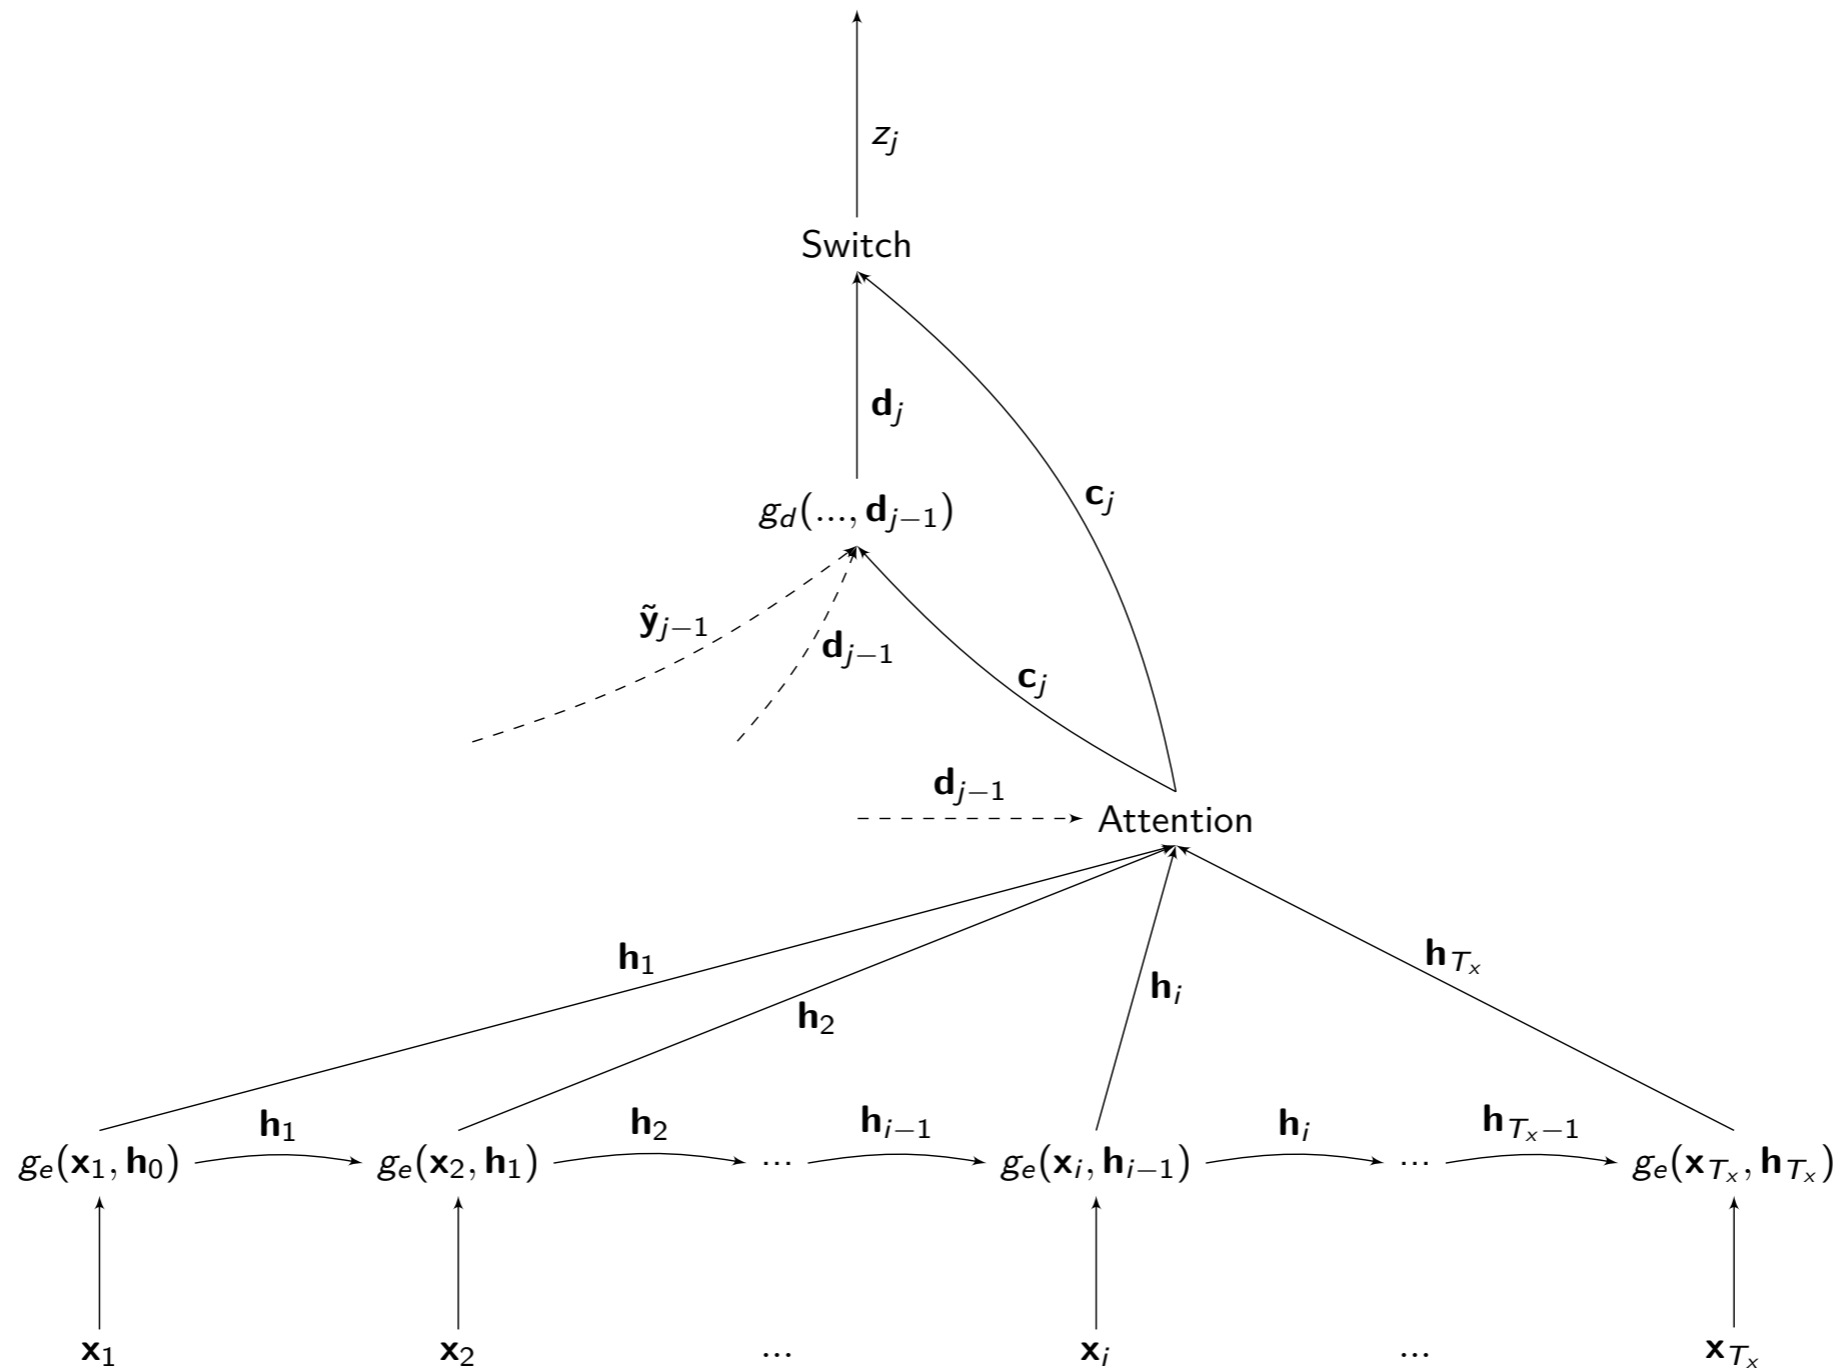 z_j
Switch
d_j
c_j
g_d(..., d_{j−1})
ỹ_{j−1}
d_{j−1}
c_j
d_{j−1}
Attention
h_1
h_2
h_i
h_{T_x}
h_1 h_2 h_{i−1} h_i h_{T_x−1}
g_e(x_1, h_0) g_e(x_2, h_1) ... g_e(x_i, h_{i−1}) ... g_e(x_{T_x}, h_{T_x})
x_1 x_2 ... x_i ... x_{T_x}